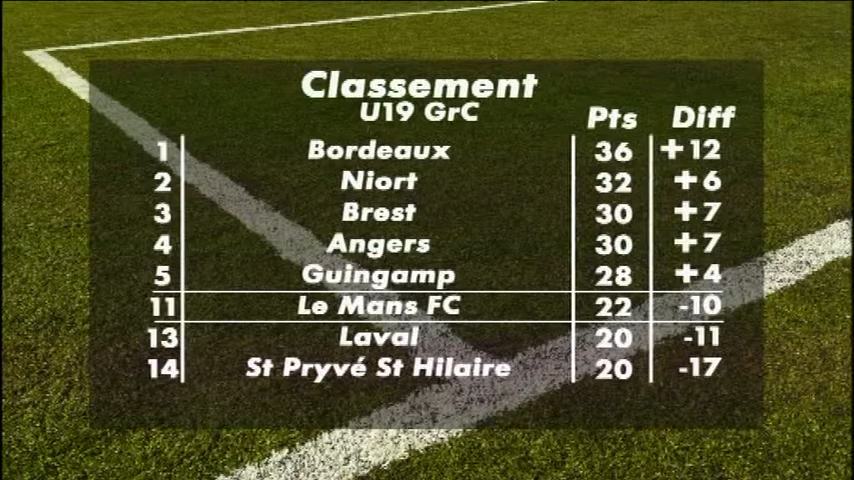 Classement
U19 GrC
Pts Diff
1 Bordeaux 36 +12
2 Niort 32 +6
3 Brest 30 +7
4 Angers 30 +7
5 Guingamp 28 +4
11 Le Mans FC 22 -10
13 Laval 20 -11
14 St Pryvé St Hilaire 20 -17